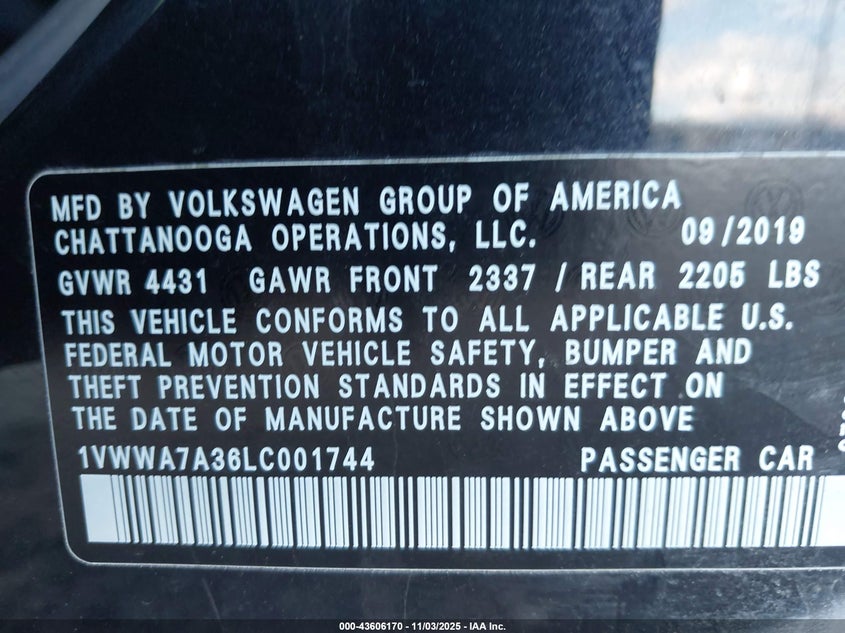 MFD BY VOLKSWAGEN GROUP OF AMERICA
CHATTANOOGA OPERATIONS, LLC. 09/2019
GVWR 4431 GAWR FRONT 2337 / REAR 2205 LBS
THIS VEHICLE CONFORMS TO ALL APPLICABLE U.S.
FEDERAL MOTOR VEHICLE SAFETY, BUMPER AND
THEFT PREVENTION STANDARDS IN EFFECT ON
THE DATE OF MANUFACTURE SHOWN ABOVE
1VWWA7A36LC001744 PASSENGER CAR
000-43606170 - 11/03/2025 - IAA Inc.